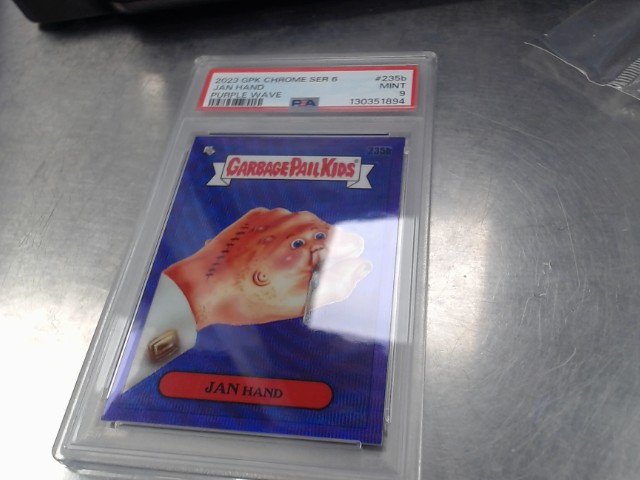 2023 GPK CHROME SER 6 #235b
JAN HAND MINT
PURPLE WAVE 9
PSA 130351894
235b
GARBAGE PAIL KIDS
JAN HAND